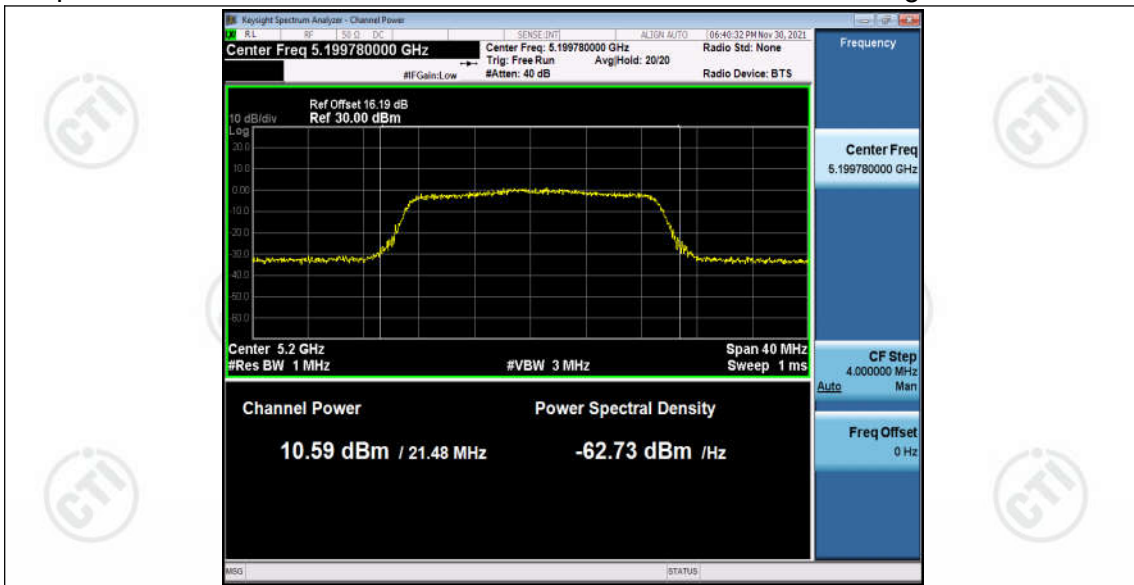 Keysight Spectrum Analyzer - Channel Power
RL RF 50 Ω DC SENSE:INT ALIGN AUTO 06:40:32 PM Nov 30, 2021
Center Freq 5.199780000 GHz
Center Freq: 5.199780000 GHz
Radio Std: None
Trig: Free Run Avg|Hold: 20/20
#IFGain:Low #Atten: 40 dB Radio Device: BTS
Frequency
Ref Offset 16.19 dB
10 dB/div Ref 30.00 dBm
Log
20.0
10.0
0.00
-10.0
-20.0
-30.0
-40.0
-50.0
-60.0
Center 5.2 GHz Span 40 MHz
#Res BW 1 MHz #VBW 3 MHz Sweep 1 ms
Channel Power Power Spectral Density
10.59 dBm / 21.48 MHz -62.73 dBm /Hz
Center Freq
5.199780000 GHz
CF Step
4.000000 MHz
Auto Man
Freq Offset
0 Hz
MSG STATUS
CTI
CTI
CTI
CTI